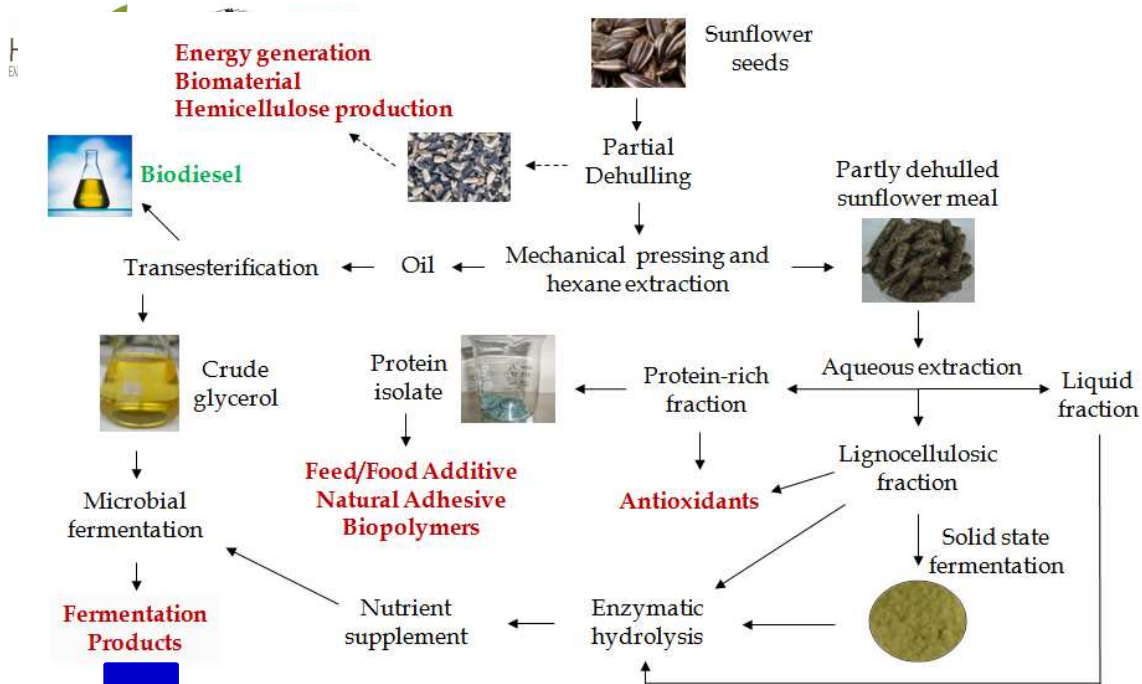 Sunflower
seeds
Energy generation
Biomaterial
Hemicellulose production
Partial
Dehulling
Partly dehulled
sunflower meal
Biodiesel
Transesterification
Oil
Mechanical pressing and
hexane extraction
Crude
glycerol
Protein
isolate
Protein-rich
fraction
Aqueous extraction
Liquid
fraction
Feed/Food Additive
Natural Adhesive
Biopolymers
Antioxidants
Lignocellulosic
fraction
Microbial
fermentation
Solid state
fermentation
Fermentation
Products
Nutrient
supplement
Enzymatic
hydrolysis